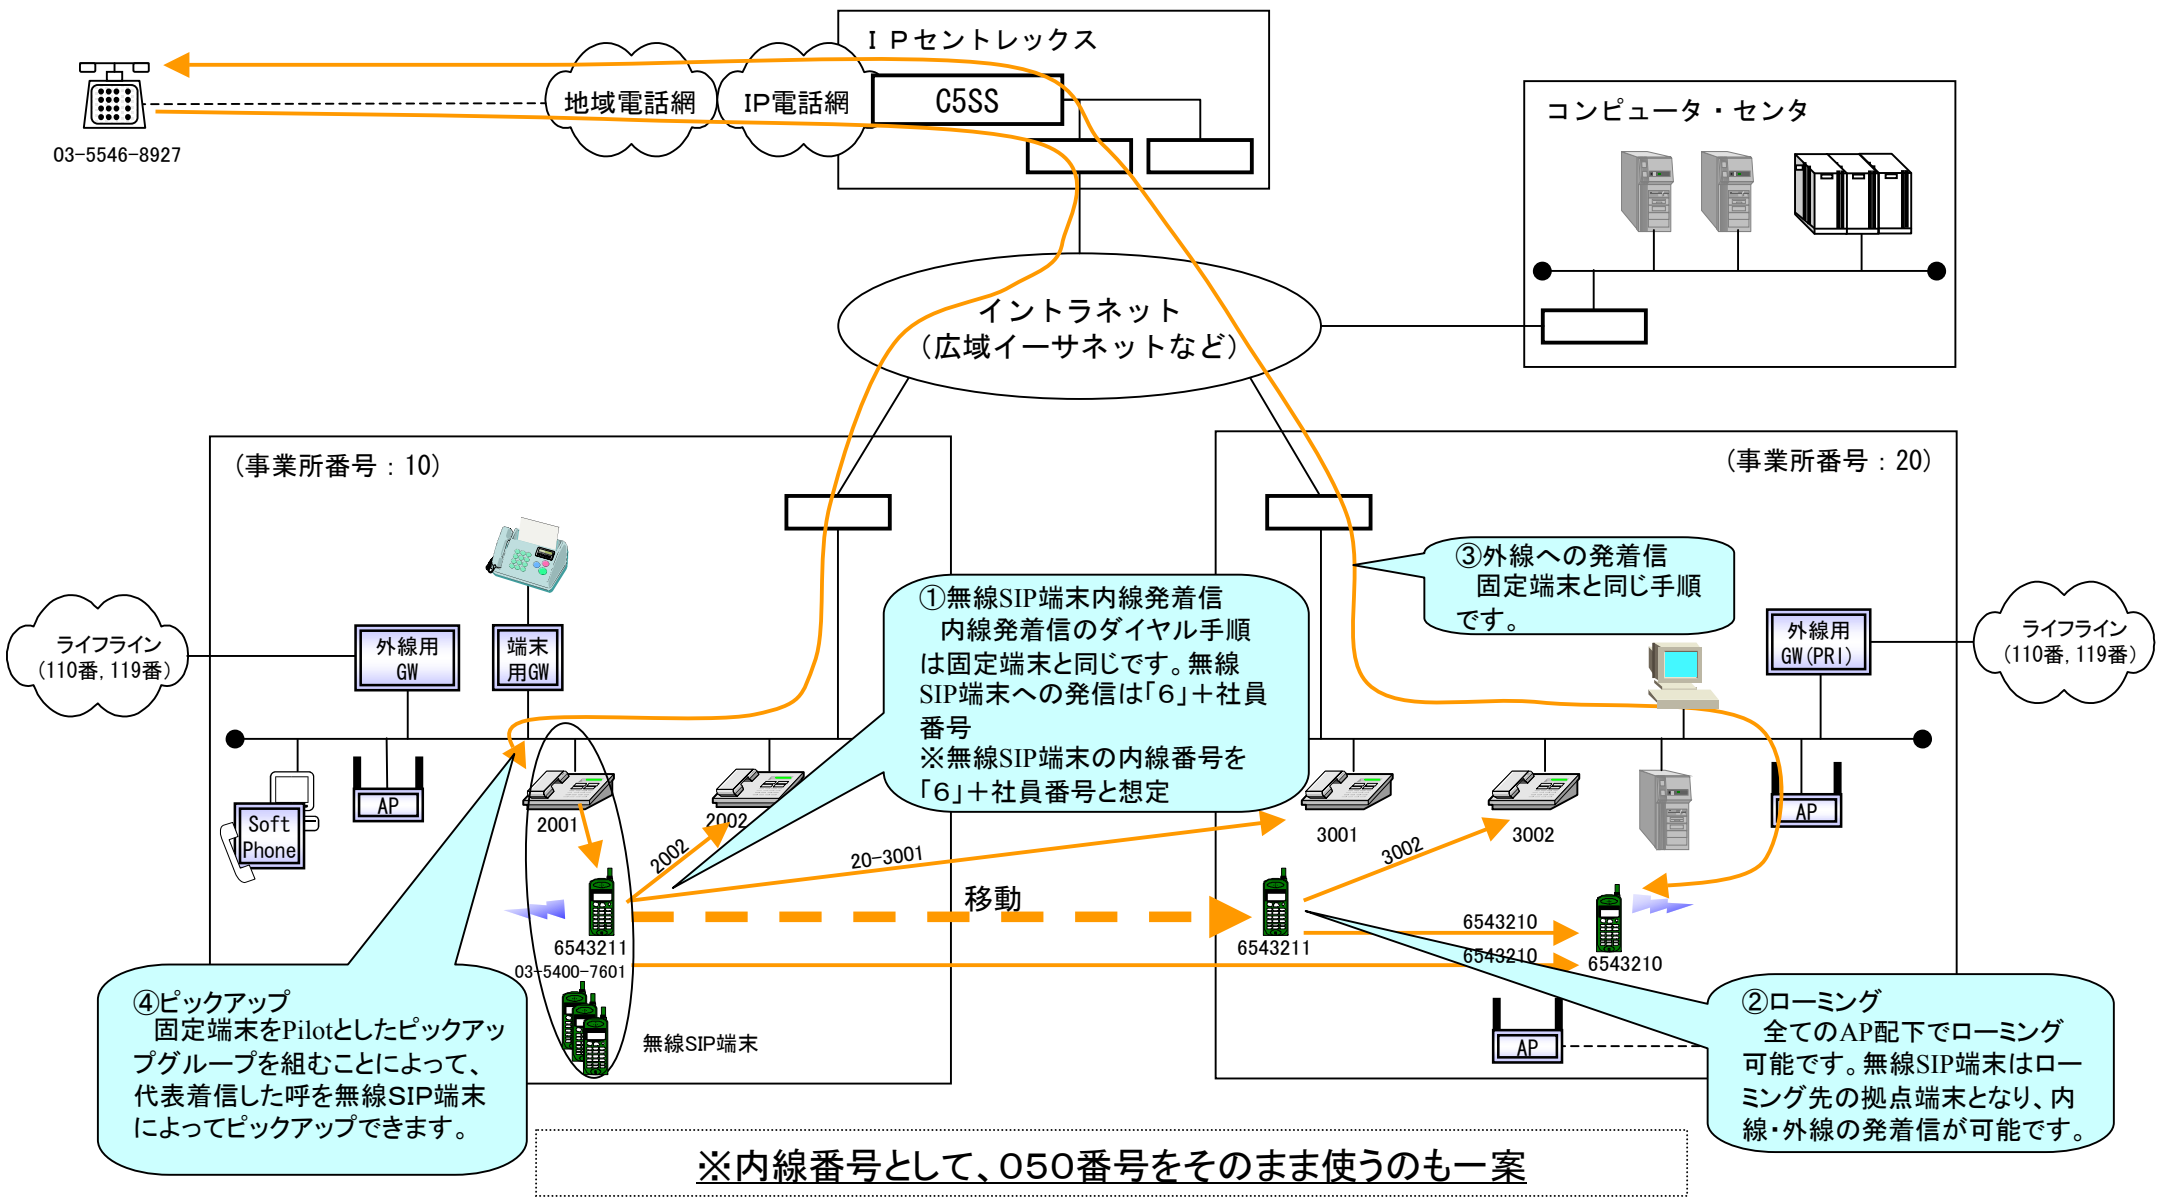 ＩＰセントレックス
地域電話網
IP電話網
C5SS
03-5546-8927
コンピュータ・センタ
イントラネット
（広域イーサネットなど）
（事業所番号：10）
（事業所番号：20）
ライフライン
（110番，119番）
外線用
GW
端末
用GW
①無線SIP端末内線発着信
内線発着信のダイヤル手順
は固定端末と同じです。無線
SIP端末への発信は「６」＋社員
番号
※無線SIP端末の内線番号を
「６」＋社員番号と想定
③外線への発着信
固定端末と同じ手順
です。
外線用
GW(PRI)
ライフライン
（110番，119番）
Soft
Phone
AP
2001
2002
3001
3002
AP
2002
20-3001
3002
移動
6543211
03-5400-7601
6543211
6543210
6543210
6543210
無線SIP端末
④ピックアップ
固定端末をPilotとしたピックアッ
プグループを組むことによって、
代表着信した呼を無線ＳＩＰ端末
によってピックアップできます。
AP
②ローミング
全てのAP配下でローミング
可能です。無線SIP端末はロー
ミング先の拠点端末となり、内
線・外線の発着信が可能です。
※内線番号として、０５０番号をそのまま使うのも一案